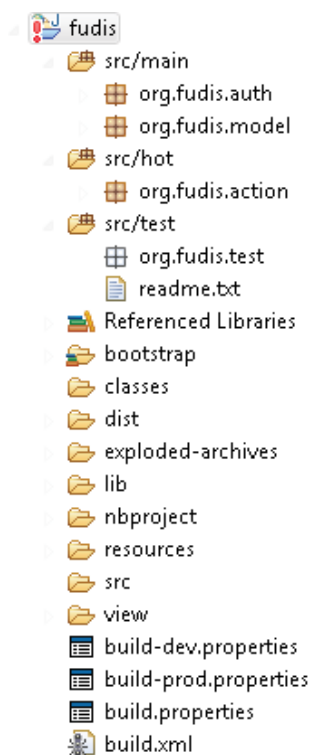 fudis
src/main
org.fudis.auth
org.fudis.model
src/hot
org.fudis.action
src/test
org.fudis.test
readme.txt
Referenced Libraries
bootstrap
classes
dist
exploded-archives
lib
nbproject
resources
src
view
build-dev.properties
build-prod.properties
build.properties
build.xml